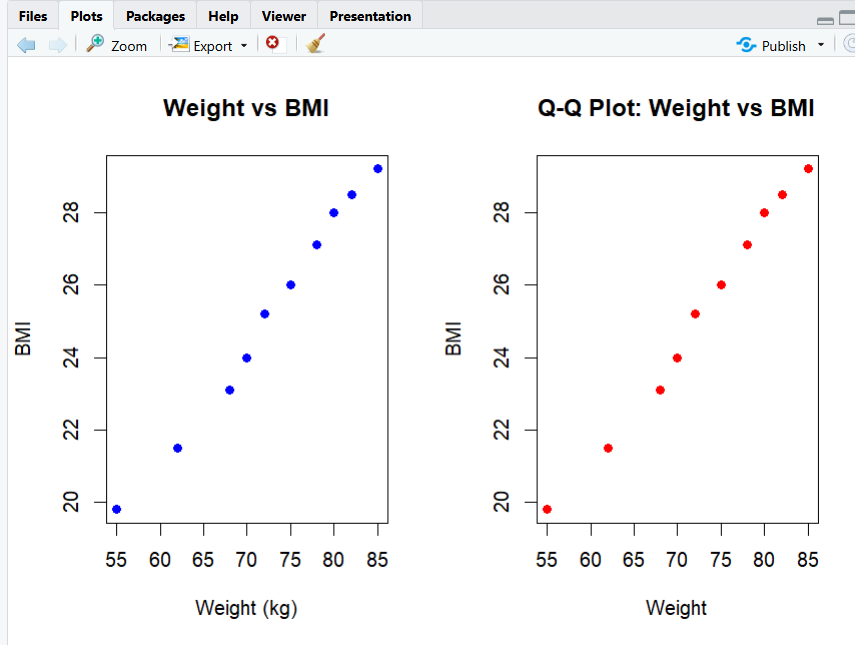 Files Plots Packages Help Viewer Presentation
Zoom Export Publish
Weight vs BMI
BMI
28
26
24
22
20
55 60 65 70 75 80 85
Weight (kg)
Q-Q Plot: Weight vs BMI
BMI
28
26
24
22
20
55 60 65 70 75 80 85
Weight